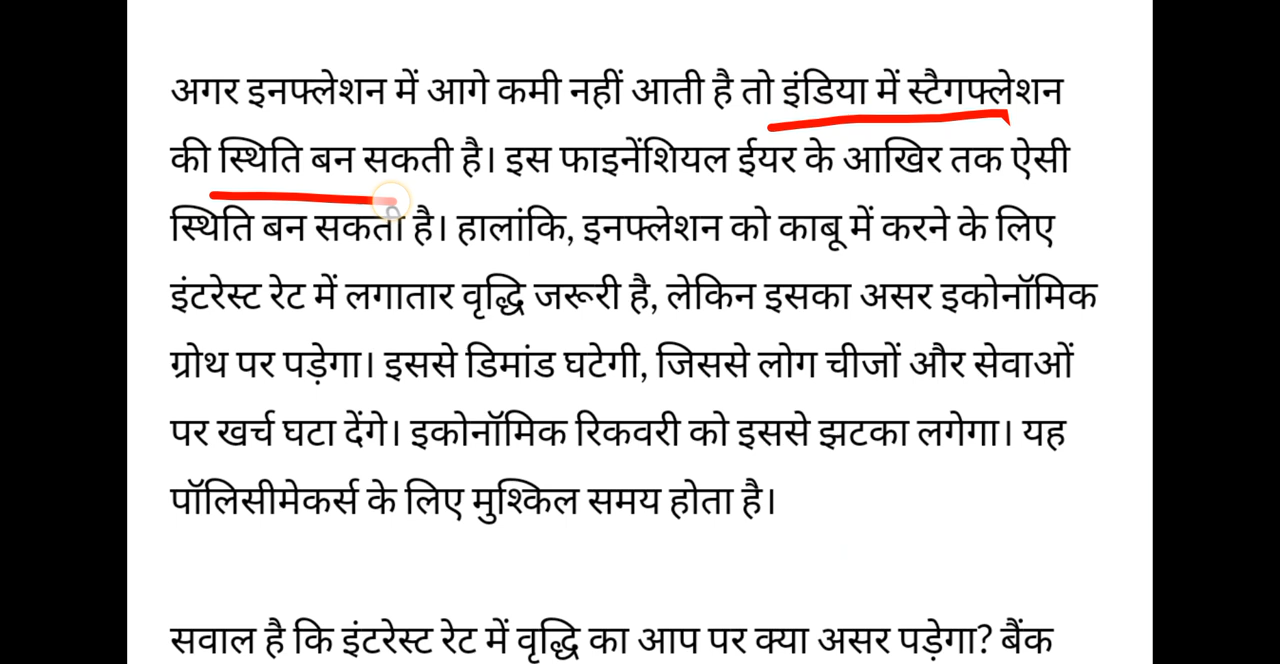 अगर इनफ्लेशन में आगे कमी नहीं आती है तो इंडिया में स्टैगफ्लेशन
की स्थिति बन सकती है। इस फाइनेंशियल ईयर के आखिर तक ऐसी
स्थिति बन सकती है। हालांकि, इनफ्लेशन को काबू में करने के लिए
इंटरेस्ट रेट में लगातार वृद्धि जरूरी है, लेकिन इसका असर इकोनॉमिक
ग्रोथ पर पड़ेगा। इससे डिमांड घटेगी, जिससे लोग चीजों और सेवाओं
पर खर्च घटा देंगे। इकोनॉमिक रिकवरी को इससे झटका लगेगा। यह
पॉलिसीमेकर्स के लिए मुश्किल समय होता है।
सवाल है कि इंटरेस्ट रेट में वृद्धि का आप पर क्या असर पड़ेगा? बैंक